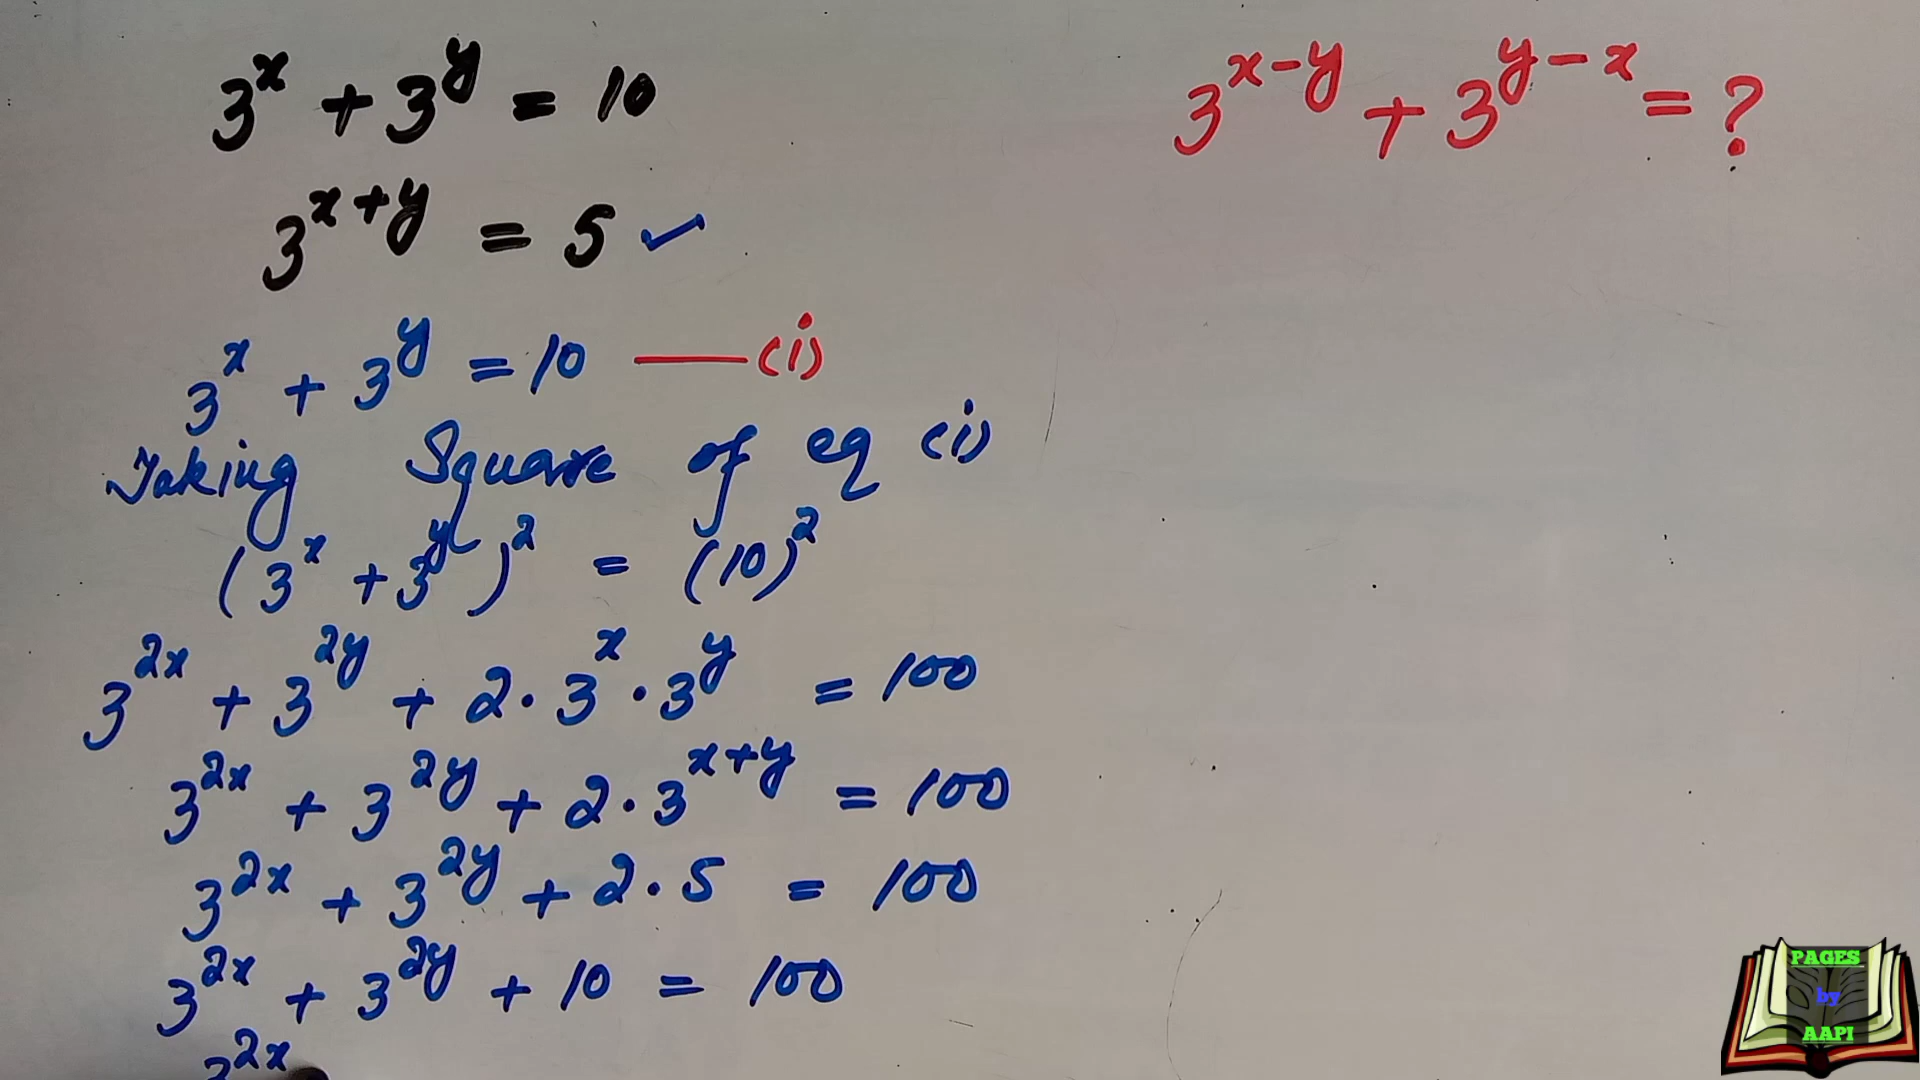 3^x + 3^y = 10
3^(x+y) = 5 ✓
3^(x-y) + 3^(y-x) = ?
3^x + 3^y = 10 —— (i)
Taking Square of eq (i)
(3^x + 3^y)^2 = (10)^2
3^2x + 3^2y + 2·3^x·3^y = 100
3^2x + 3^2y + 2·3^(x+y) = 100
3^2x + 3^2y + 2·5 = 100
3^2x + 3^2y + 10 = 100
3^2x
PAGES
by
AAPI